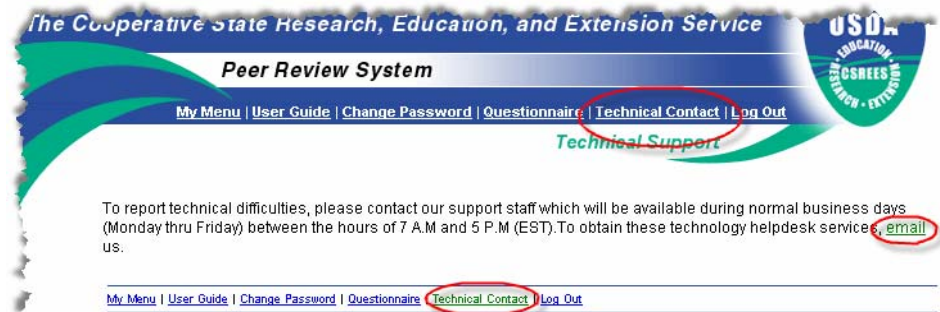 The Cooperative State Research, Education, and Extension Service
USDA
EDUCATION
CSREES
RESEARCH - EXTENSION
Peer Review System
My Menu | User Guide | Change Password | Questionnaire | Technical Contact | Log Out
Technical Support
To report technical difficulties, please contact our support staff which will be available during normal business days
(Monday thru Friday) between the hours of 7 A.M and 5 P.M (EST).To obtain these technology helpdesk services, email
us.
My Menu | User Guide | Change Password | Questionnaire | Technical Contact | Log Out